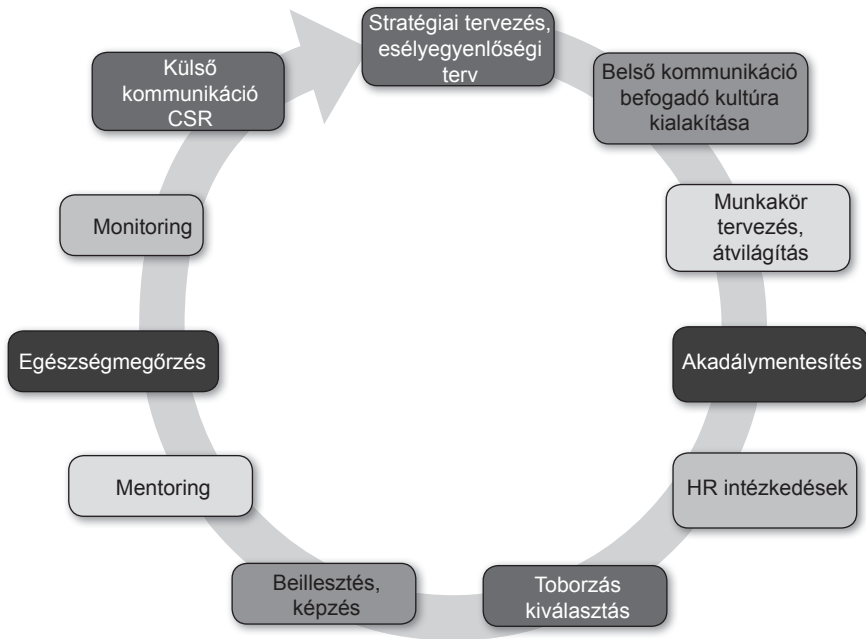 Stratégiai tervezés,
esélyegyenlőségi
terv
Belső kommunikáció
befogadó kultúra
kialakítása
Munkakör
tervezés,
átvilágítás
Akadálymentesítés
HR intézkedések
Toborzás
kiválasztás
Beillesztés,
képzés
Mentoring
Egészségmegőrzés
Monitoring
Külső
kommunikáció
CSR